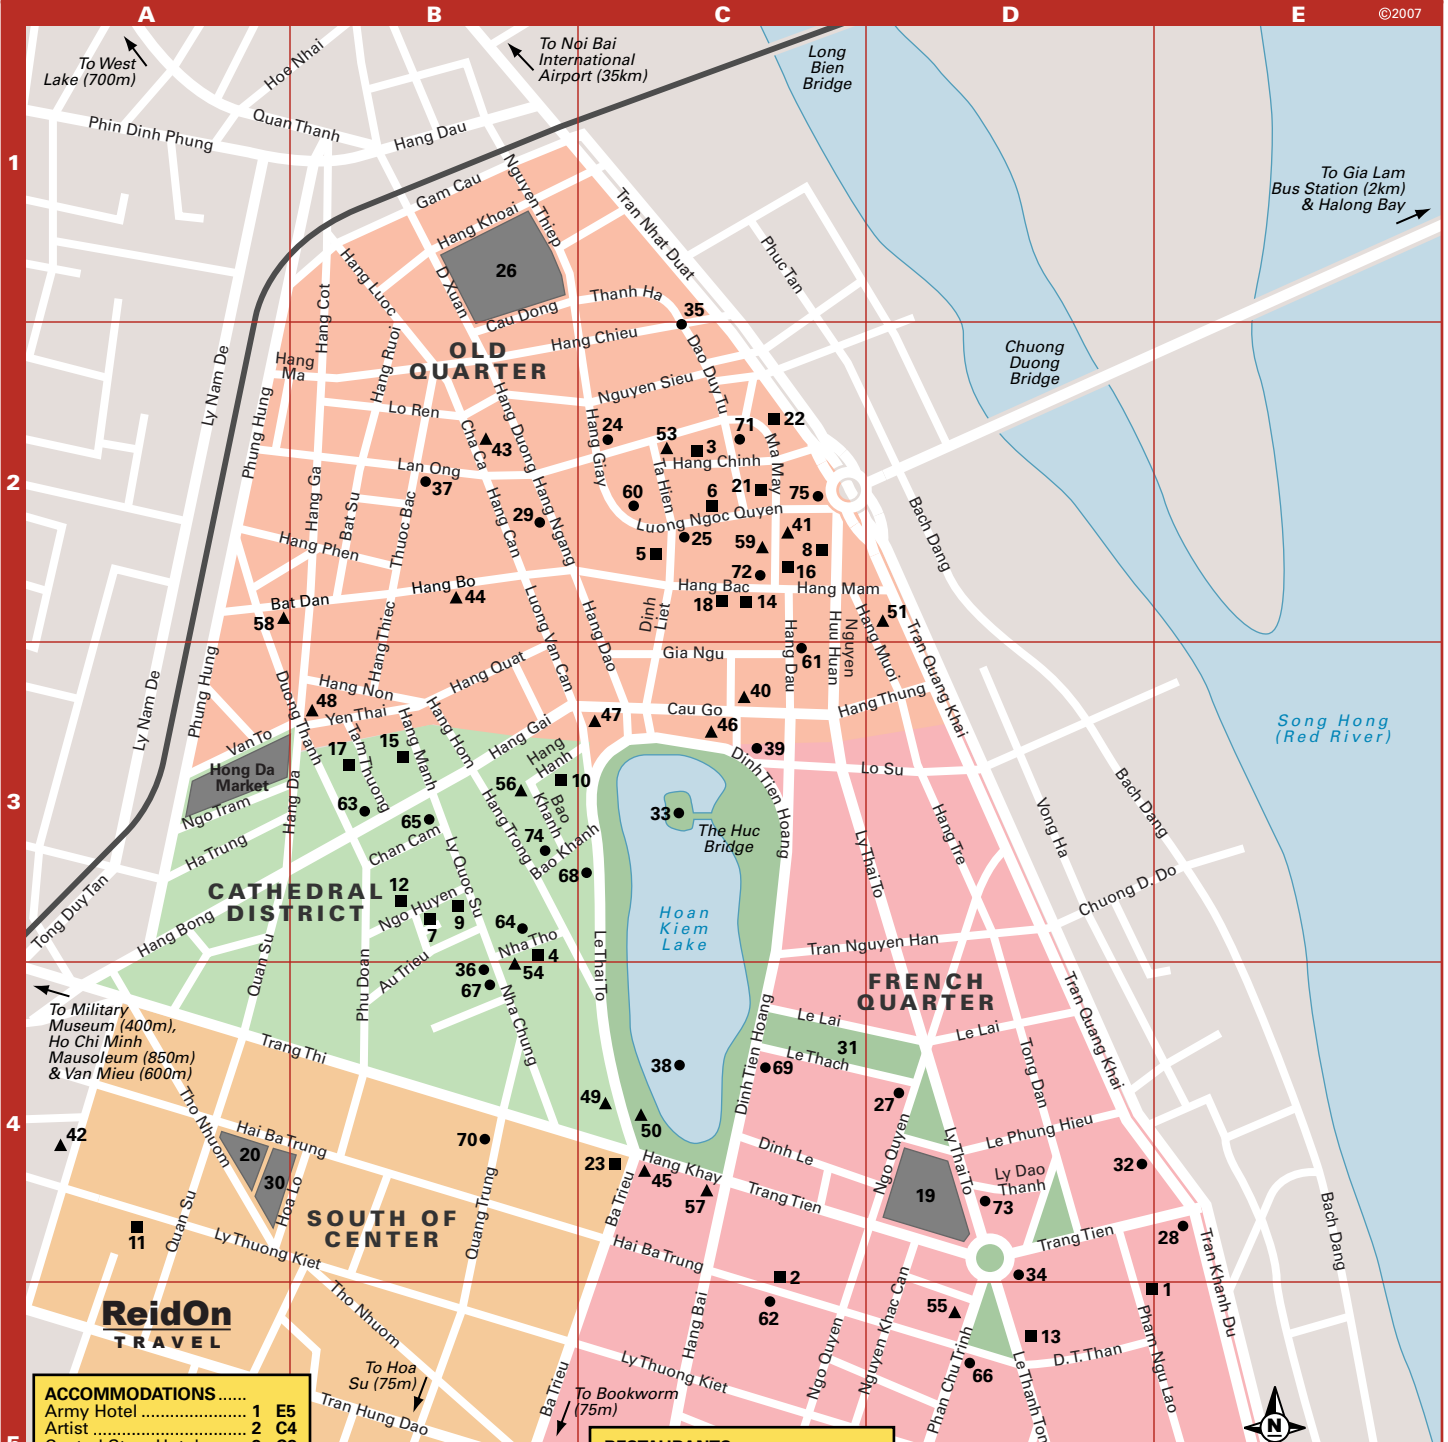 A
B
C
D
E
©2007
To West
Lake (700m)
Hoe Nhai
To Noi Bai
International
Airport (35km)
Long
Bien
Bridge
Phin Dinh Phung
Quan Thanh
Hang Dau
1
Nguyen Thiep
Gam Cau
Hang Khoai
Tran Nhat Duat
To Gia Lam
Bus Station (2km)
& Halong Bay
Phuc Tan
26
Hang Luoc
D Xuan
Hang Cot
Thanh Ha
35
Cau Dong
Hang Chieu
Hang Ruoi
Ly Nam De
Hang
Ma
OLD
QUARTER
Dao Duy Tu
Chuong
Duong
Bridge
Nguyen Sieu
Phung Hung
Lo Ren
Hang Duong
Hang Giay
24
53
3
71
22
Cha Ca
43
Ma May
Lan Ong
37
Ta Hien
Hang Chinh
2
Hang Ga
Bat Su
Hang Can
Hang Ngang
60
6
21
75
29
Luong Ngoc Quyen
Bach Dang
Hang Phen
Thuoc Bac
25
59
41
5
8
72
16
Hang Bo
44
Hang Bac
Hang Mam
Bat Dan
58
18
14
Luong Van Can
Hang Dao
Dinh
Liet
Hang Thiec
Hang Dau
Huu Huan
Nguyen
Hang Muoi
51
Tran Quang Khai
61
Gia Ngu
Phung Hung
Ly Nam De
Duong Thanh
Hang Non
Hang Quat
48
Yen Thai
Hang Hom
Hang Manh
47
40
Cau Go
46
Hang Thung
Song Hong
(Red River)
Van To
17
15
Tam Thuong
Hang Gai
Hang
Hanh
39
Dinh Tien Hoang
Lo Su
Hong Da
Market
56
10
Bach Dang
Hang Da
3
Ngo Tram
63
65
Hang Trong
Bao
Khanh
33
The Huc
Bridge
Hang Tre
Vong Ha
Ha Trung
Chan Cam
Ly Quoc Su
74
Bao Khanh
68
Ly Thai To
CATHEDRAL
DISTRICT
12
Chuong D. Do
Ngo Huyen
7
9
Hoan
Kiem
Lake
Tong Duy Tan
Hang Bong
64
Nha Tho
4
Le Thai To
Tran Nguyen Han
Quan Su
Phu Doan
Au Trieu
36
54
67
FRENCH
QUARTER
Tran Quang Khai
Nha Chung
To Military
Museum (400m),
Ho Chi Minh
Mausoleum (850m)
& Van Mieu (600m)
Trang Thi
Le Lai
Le Lai
31
Le Thach
38
69
Dinh Tien Hoang
Tong Dan
27
Tho Nhuom
49
50
4
42
Hai Ba Trung
70
Dinh Le
Ngo Quyen
Ly Thai To
Le Phung Hieu
20
23
Hang Khay
45
Ly Dao
Thanh
32
30
Hoa Lo
57
Trang Tien
19
73
Quan Su
SOUTH OF
CENTER
Quang Trung
Ba Trieu
Bach Dang
11
Ly Thuong Kiet
Hai Ba Trung
Trang Tien
28
Tran Khanh Du
34
2
1
ReidOn
TRAVEL
Tho Nhuom
62
Hang Bai
Ngo Quyen
Nguyen Khac Can
55
13
Phan Chu Trinh
D.T.Than
Pham Ngu Lao
66
To Hoa
Su (75m)
Ly Thuong Kiet
Le Thanh Ton
Ba Trieu
To Bookworm
(75m)
Tran Hung Dao
ACCOMMODATIONS ......
Army Hotel ........................ 1 E5
Artist .................................. 2 C4
N